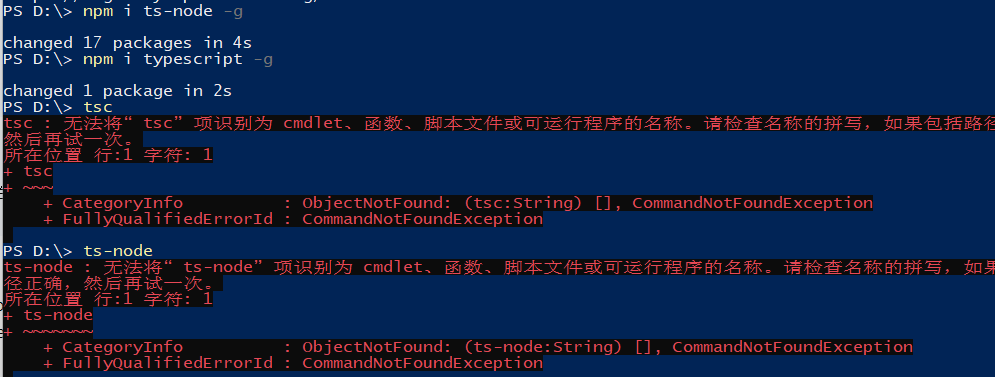 PS D:\> npm i ts-node -g
changed 17 packages in 4s
PS D:\> npm i typescript -g
changed 1 package in 2s
PS D:\> tsc
tsc : 无法将“tsc”项识别为 cmdlet、函数、脚本文件或可运行程序的名称。请检查名称的拼写，如果包括路径
然后再试一次。
所在位置 行:1 字符: 1
+ tsc
+ ~~~
+ CategoryInfo : ObjectNotFound: (tsc:String) [], CommandNotFoundException
+ FullyQualifiedErrorId : CommandNotFoundException
PS D:\> ts-node
ts-node : 无法将“ts-node”项识别为 cmdlet、函数、脚本文件或可运行程序的名称。请检查名称的拼写，如果
径正确，然后再试一次。
所在位置 行:1 字符: 1
+ ts-node
+ ~~~~~~~
+ CategoryInfo : ObjectNotFound: (ts-node:String) [], CommandNotFoundException
+ FullyQualifiedErrorId : CommandNotFoundException